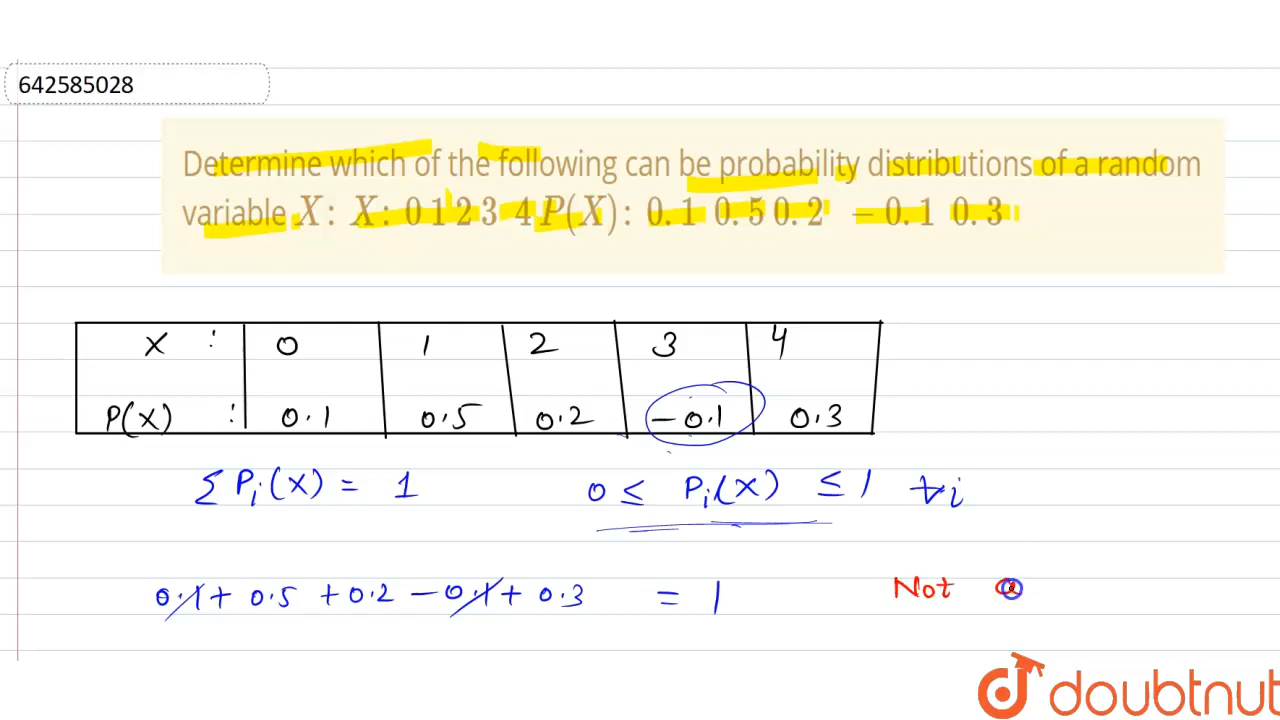 642585028
Determine which of the following can be probability distributions of a random
variable X: X: 0 1 2 3 4 P(X): 0.1 0.5 0.2 −0.1 0.3
X : 0 1 2 3 4
P(X) : 0.1 0.5 0.2 −0.1 0.3
Σ Pi(X) = 1 0 ≤ Pi(X) ≤ 1 ∀i
0.1 + 0.5 + 0.2 − 0.1 + 0.3 = 1 Not a
doubtnut